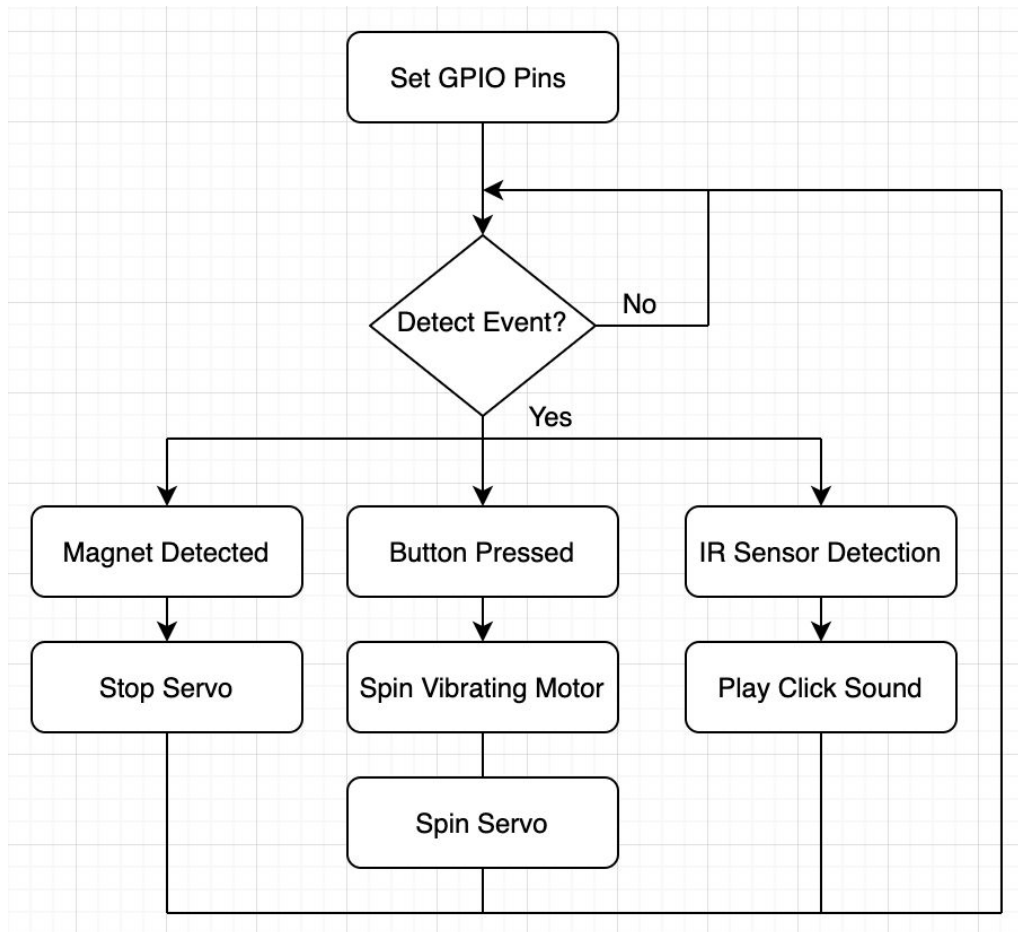 Set GPIO Pins
Detect Event?
No
Yes
Magnet Detected
Button Pressed
IR Sensor Detection
Stop Servo
Spin Vibrating Motor
Play Click Sound
Spin Servo